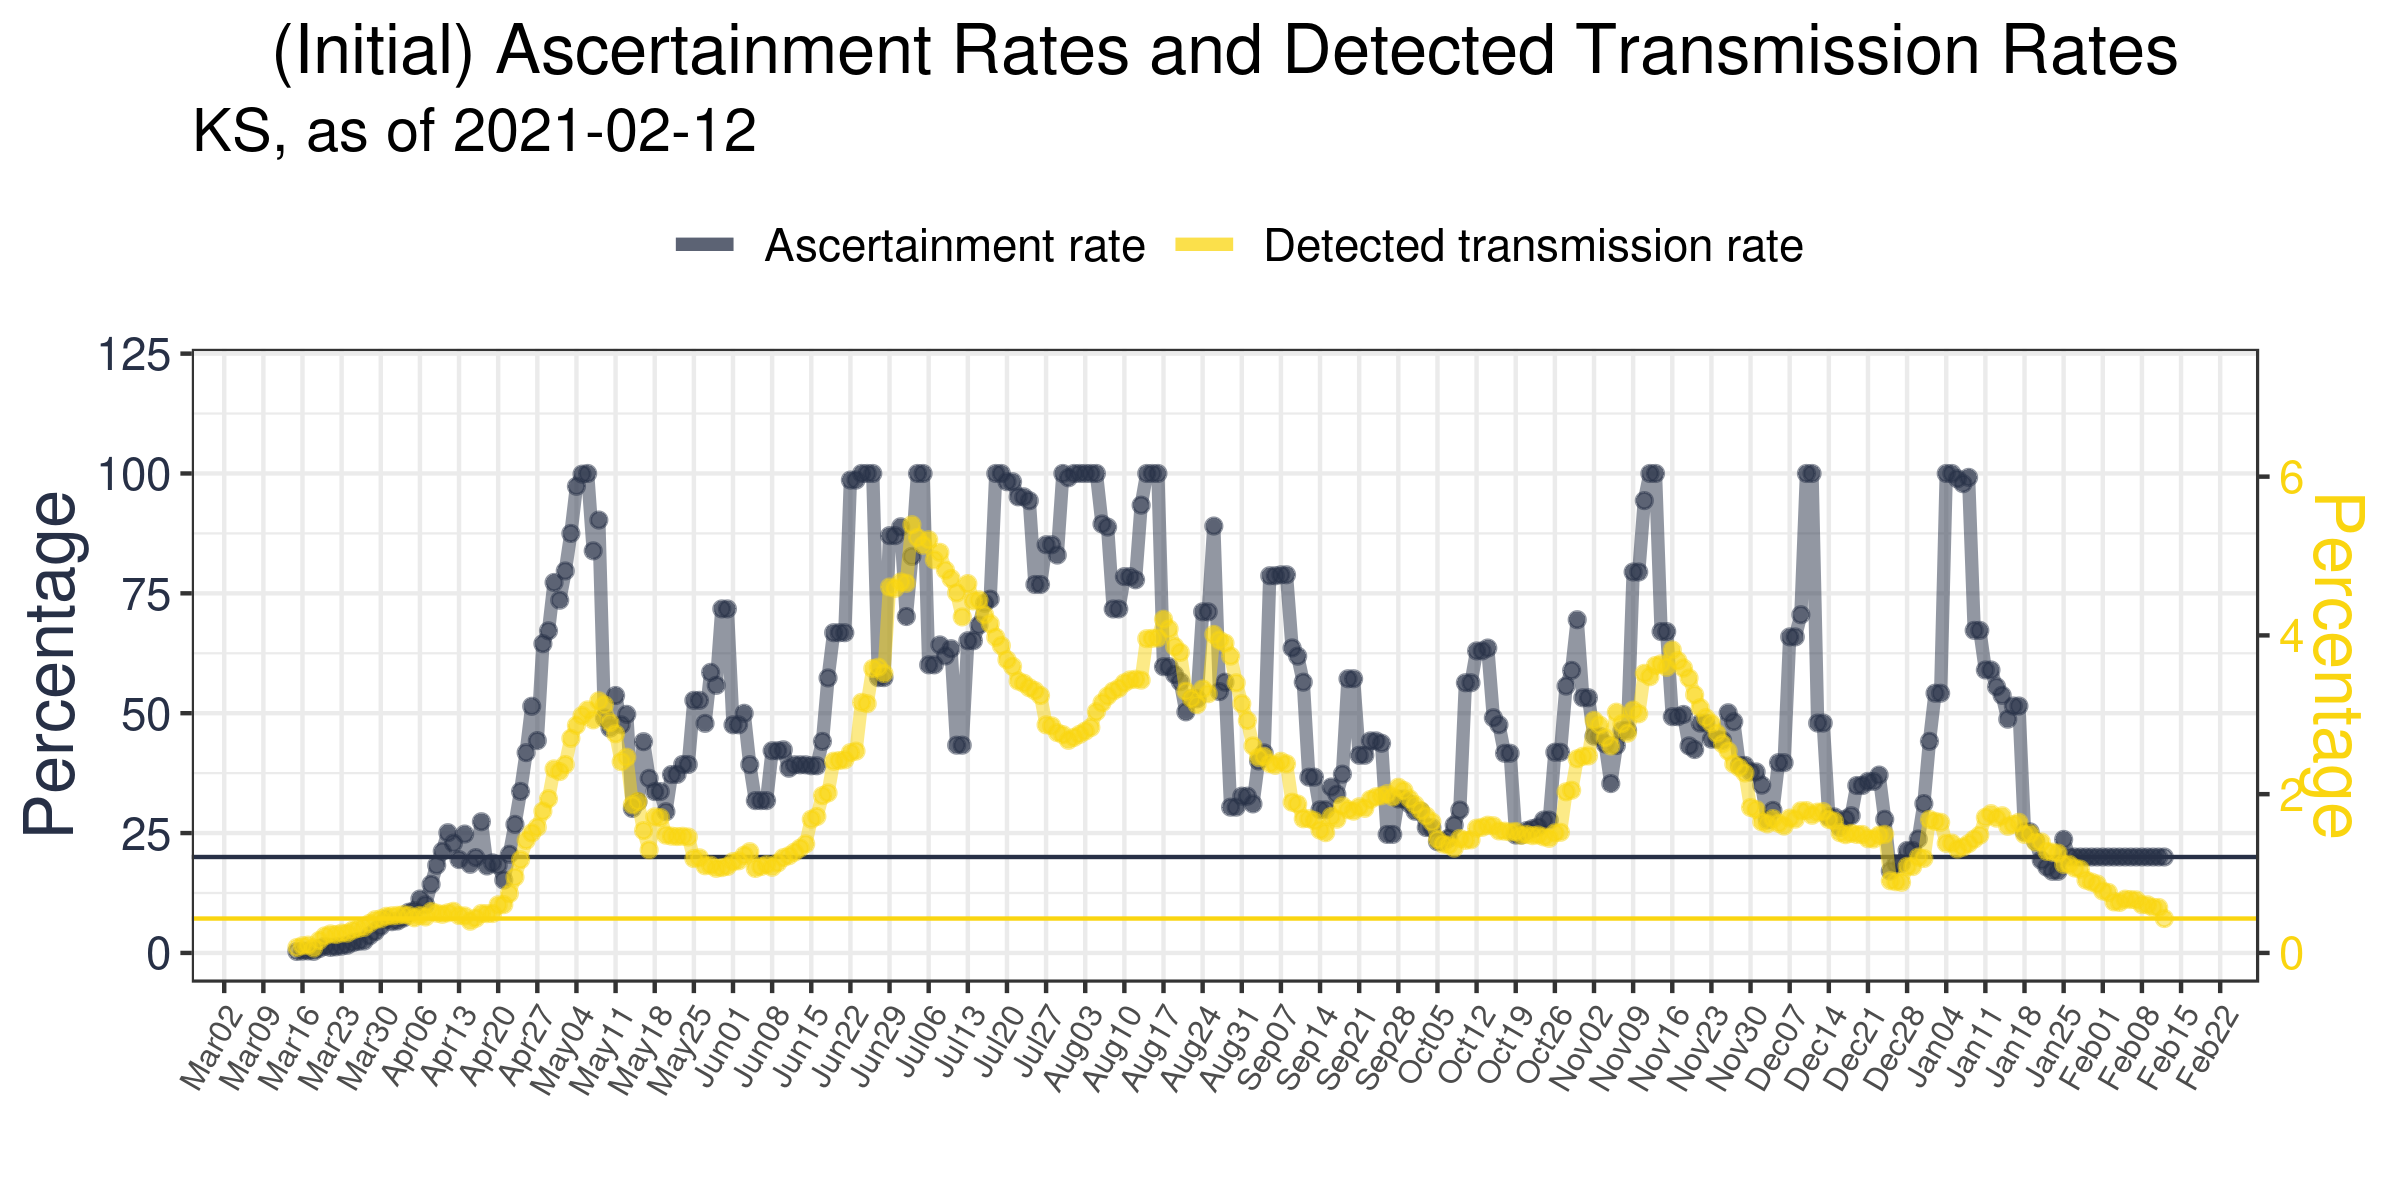 (Initial) Ascertainment Rates and Detected Transmission Rates
KS, as of 2021-02-12
Ascertainment rate
Detected transmission rate
Percentage
125
100
75
50
25
0
6
4
2
0
Percentage
Mar02
Mar09
Mar16
Mar23
Mar30
Apr06
Apr13
Apr20
Apr27
May04
May11
May18
May25
Jun01
Jun08
Jun15
Jun22
Jun29
Jul06
Jul13
Jul20
Jul27
Aug03
Aug10
Aug17
Aug24
Aug31
Sep07
Sep14
Sep21
Sep28
Oct05
Oct12
Oct19
Oct26
Nov02
Nov09
Nov16
Nov23
Nov30
Dec07
Dec14
Dec21
Dec28
Jan04
Jan11
Jan18
Jan25
Feb01
Feb08
Feb15
Feb22